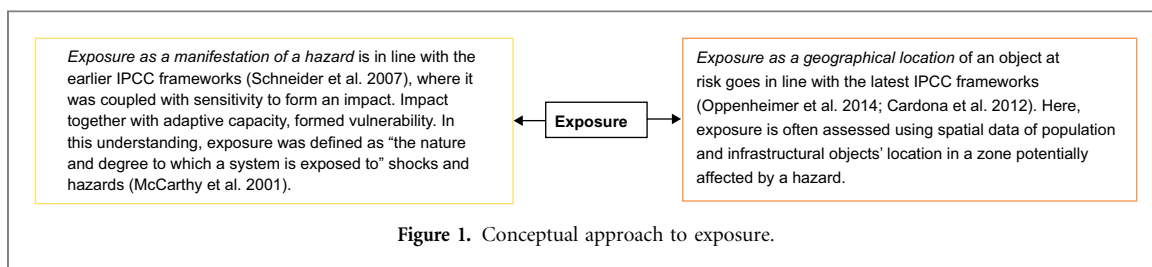 Exposure as a manifestation of a hazard is in line with the
earlier IPCC frameworks (Schneider et al. 2007), where it
was coupled with sensitivity to form an impact. Impact
together with adaptive capacity, formed vulnerability. In
this understanding, exposure was defined as “the nature
and degree to which a system is exposed to” shocks and
hazards (McCarthy et al. 2001).
Exposure
Exposure as a geographical location of an object at
risk goes in line with the latest IPCC frameworks
(Oppenheimer et al. 2014; Cardona et al. 2012). Here,
exposure is often assessed using spatial data of population
and infrastructural objects’ location in a zone potentially
affected by a hazard.
Figure 1. Conceptual approach to exposure.